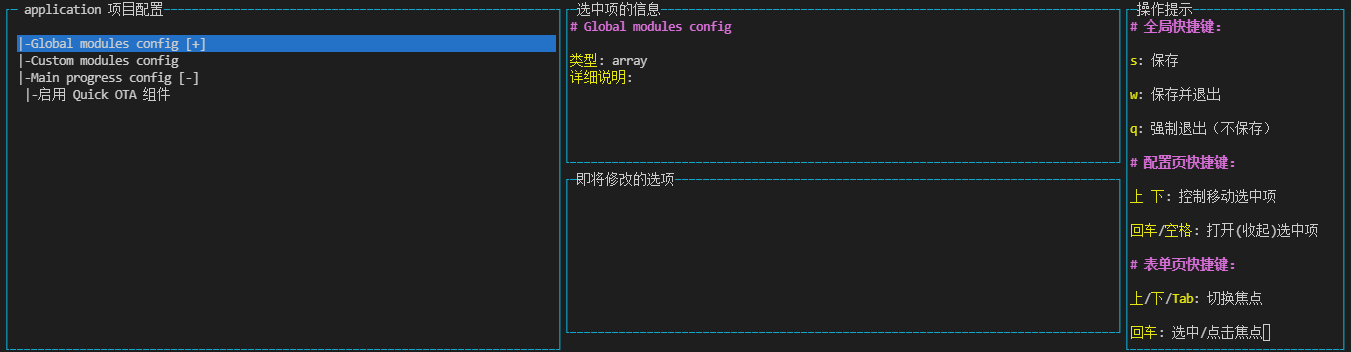 application 项目配置
|-Global modules config [+]
|-Custom modules config
|-Main progress config [-]
|-启用 Quick OTA 组件
选中项的信息
# Global modules config
类型: array
详细说明:
即将修改的选项
操作提示
# 全局快捷键:
s: 保存
w: 保存并退出
q: 强制退出（不保存）
# 配置页快捷键:
上 下: 控制移动选中项
回车/空格: 打开(收起)选中项
# 表单页快捷键:
上/下/Tab: 切换焦点
回车: 选中/点击焦点